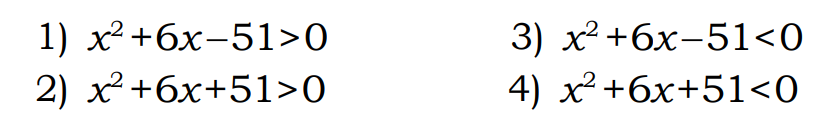 1) x²+6x−51>0 3) x²+6x−51<0
2) x²+6x+51>0 4) x²+6x+51<0